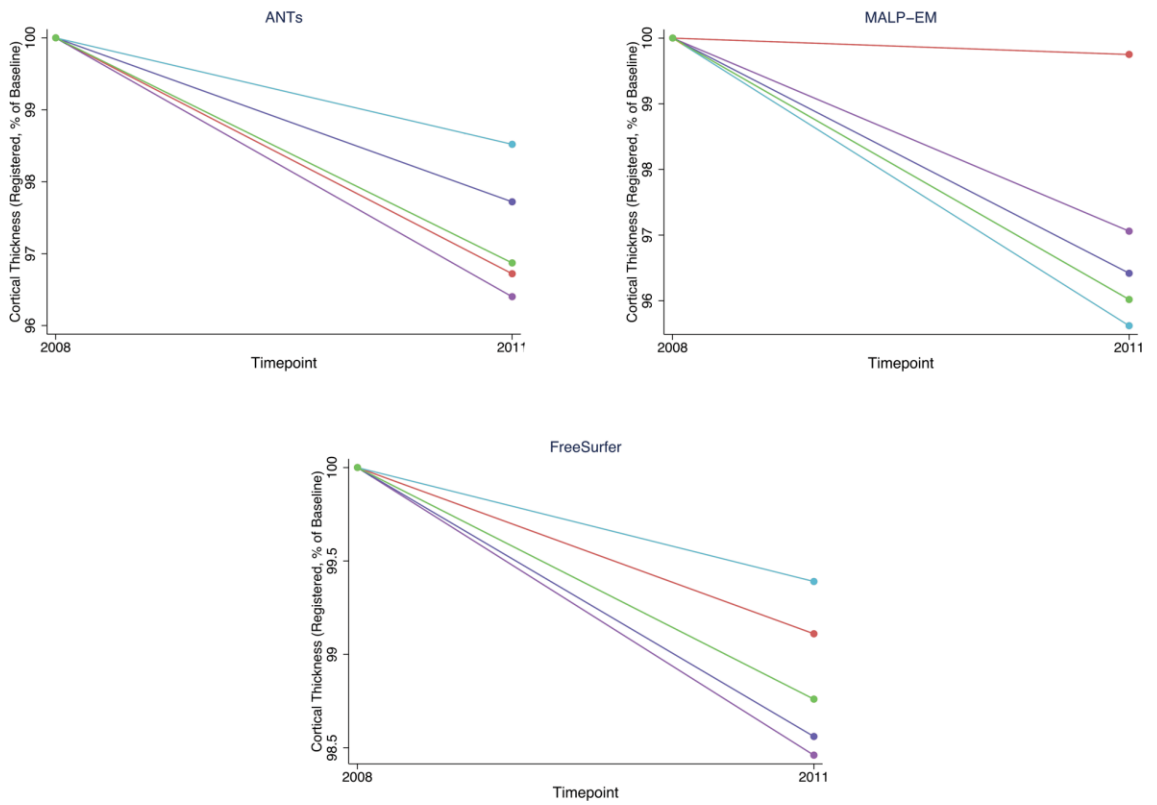 ANTs
Cortical Thickness (Registered, % of Baseline)
100
99
98
97
96
2008
2011
Timepoint
MALP-EM
Cortical Thickness (Registered, % of Baseline)
100
99
98
97
96
2008
2011
Timepoint
FreeSurfer
Cortical Thickness (Registered, % of Baseline)
100
99.5
99
98.5
2008
2011
Timepoint